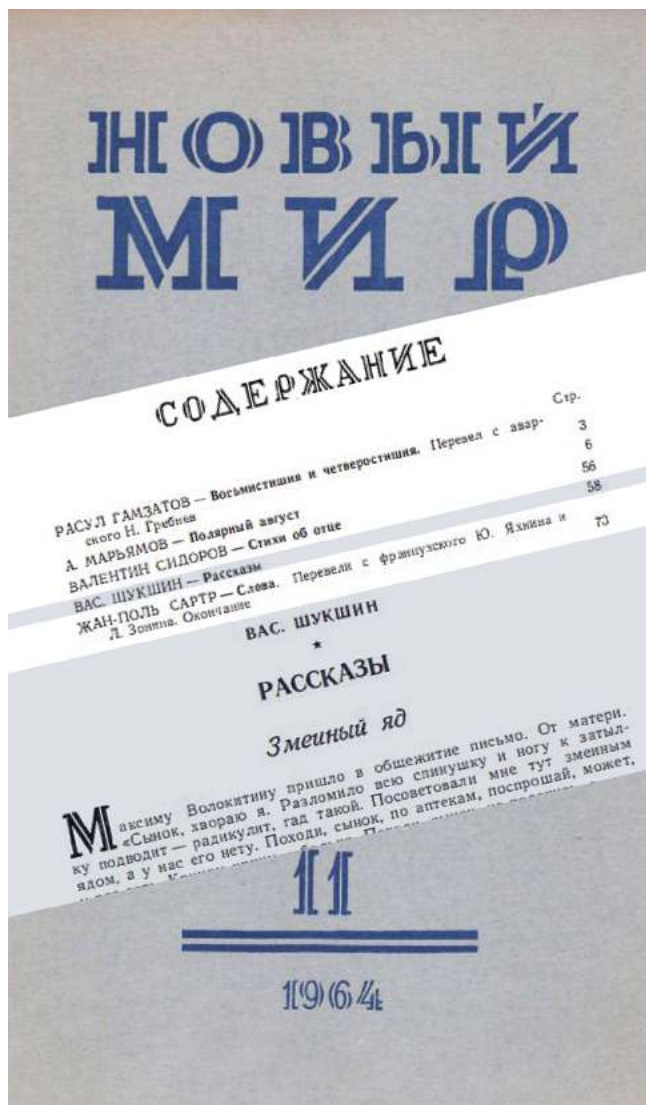 НОВЫЙ
МИР
СОДЕРЖАНИЕ
Стр.
РАСУЛ ГАМЗАТОВ — Восьмистишия и четверостишия. Перевел с авар-
ского Н. Гребнев 3
А. МАРЬЯМОВ — Полярный август 6
ВАЛЕНТИН СИДОРОВ — Стихи об отце 56
ВАС. ШУКШИН — Рассказы 58
ЖАН-ПОЛЬ САРТР — Слова. Перевели с французского Ю. Яхнина и
Л. Зонина. Окончание 73
ВАС. ШУКШИН
★
РАССКАЗЫ
Змеиный яд
Максиму Волокитину пришло в общежитие письмо. От матери.
«Сынок, хвораю я. Разломило всю спинушку и ногу к затыл-
ку подводит — радикулит, гад такой. Посоветовали мне тут змеиным
ядом, а у нас его нету. Походи, сынок, по аптекам, поспрошай, может,
11
1964